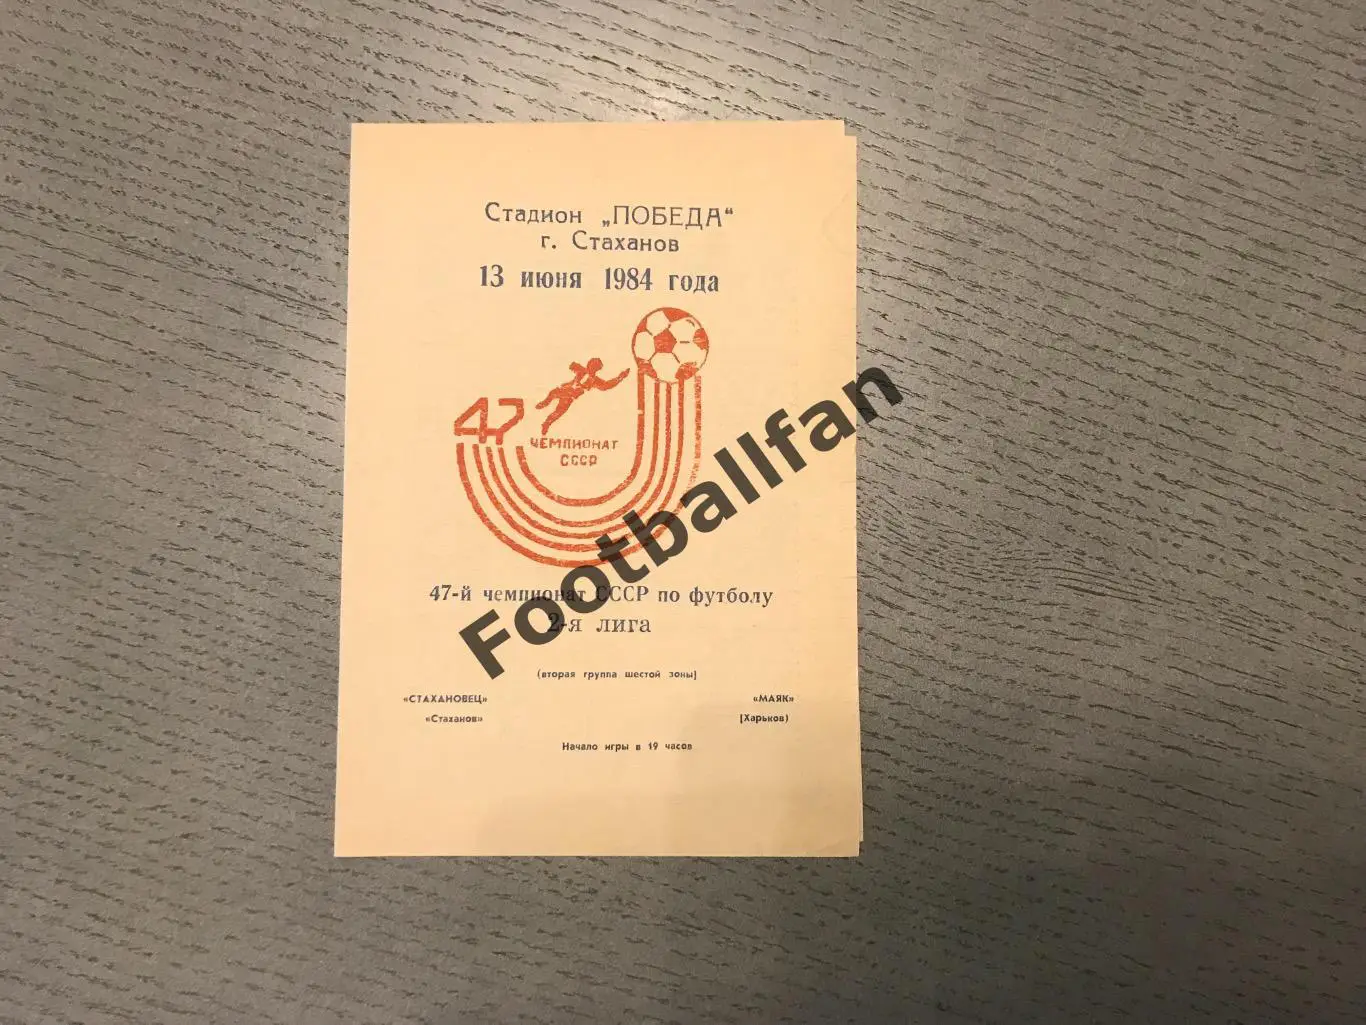 Стадион „ПОБЕДА“
г. Стаханов
13 июня 1984 года
47
ЧЕМПИОНАТ
СССР
47-й чемпионат СССР по футболу
2-я лига
(вторая группа шестой зоны)
«СТАХАНОВЕЦ» «МАЯК»
«Стаханов» (Харьков)
Начало игры в 19 часов
Footballfan